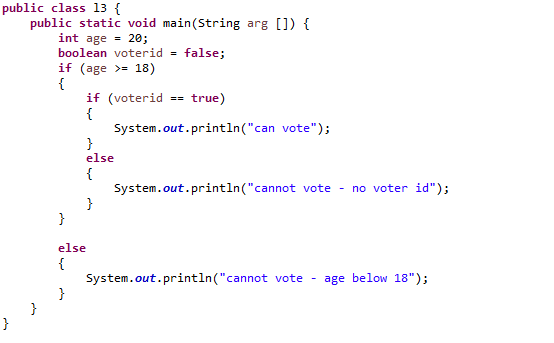 public class l3 {
    public static void main(String arg []) {
        int age = 20;
        boolean voterid = false;
        if (age >= 18)
        {
            if (voterid == true)
            {
                System.out.println("can vote");
            }
            else
            {
                System.out.println("cannot vote - no voter id");
            }
        }

        else
        {
            System.out.println("cannot vote - age below 18");
        }
    }
}